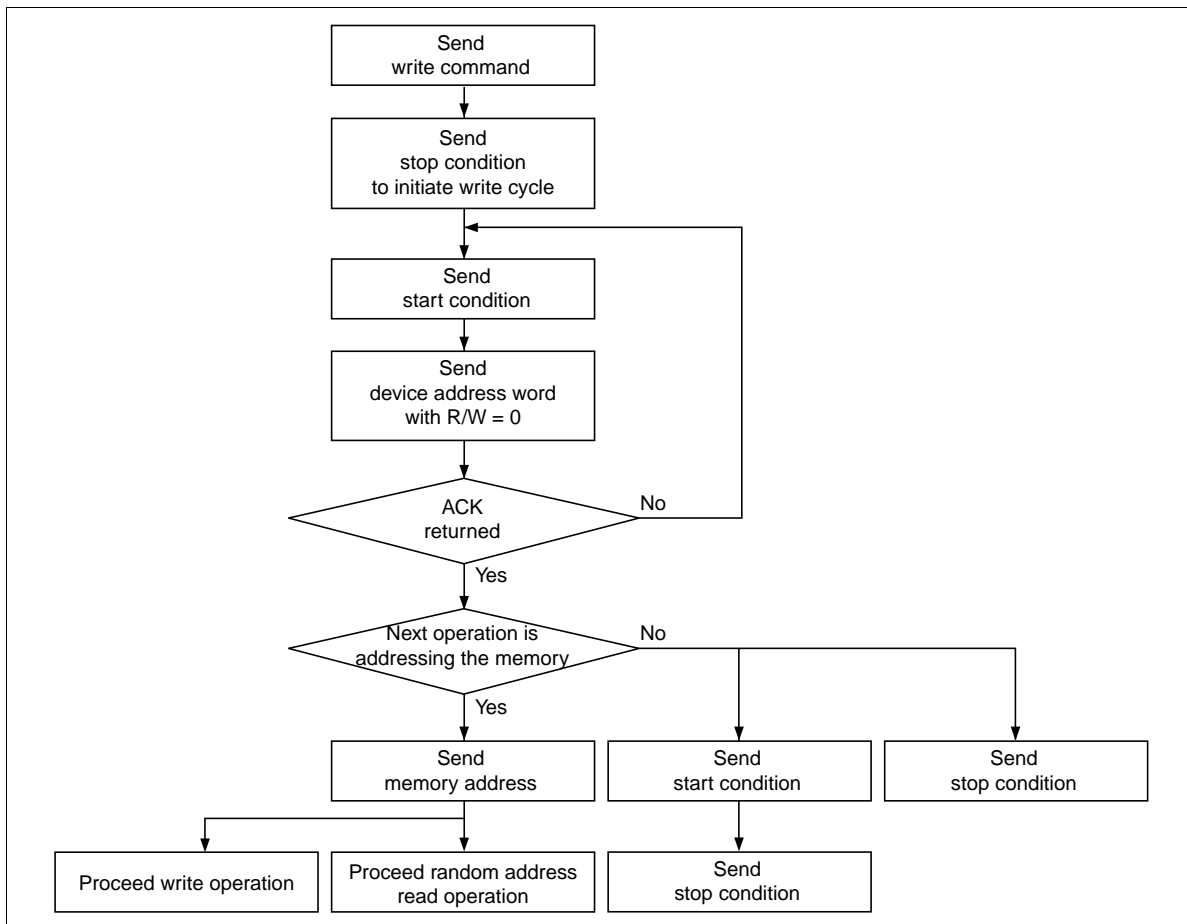 Send
write command
Send
stop condition
to initiate write cycle
Send
start condition
Send
device address word
with R/W = 0
ACK
returned
No
Yes
Next operation is
addressing the memory
No
Yes
Send
memory address
Send
start condition
Send
stop condition
Proceed write operation
Proceed random address
read operation
Send
stop condition